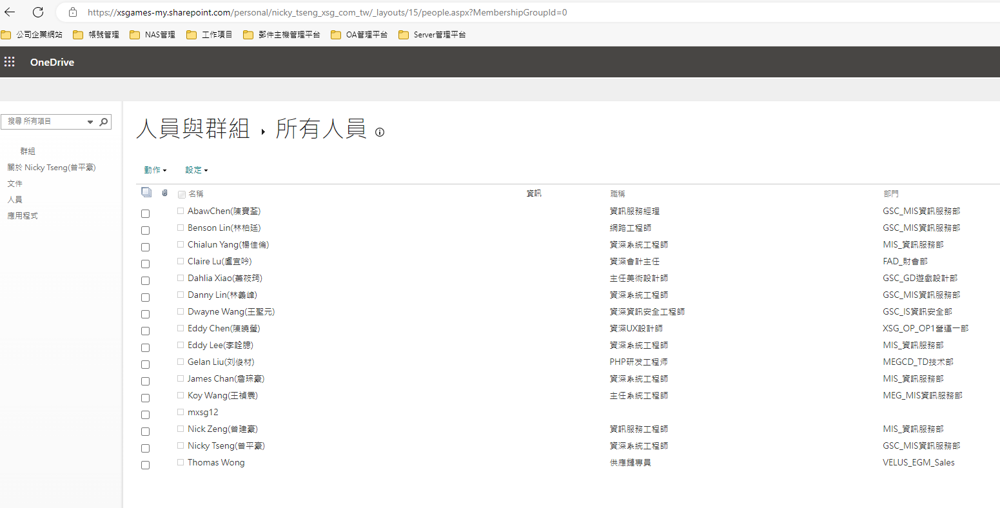 https://xsgames-my.sharepoint.com/personal/nicky_tseng_xsg_com_tw/_layouts/15/people.aspx?MembershipGroupId=0
公司企業網站 帳號管理 NAS管理 工作項目 郵件主機管理平台 OA管理平台 Server管理平台
OneDrive
搜尋 所有項目
群組
關於 Nicky Tseng(曾平豪)
文件
人員
應用程式
人員與群組 ▸ 所有人員
動作 設定
名稱 資訊 職稱 部門
AbawChen(陳寶荃) 資訊服務經理 GSC_MIS資訊服務部
Benson Lin(林柏廷) 網路工程師 GSC_MIS資訊服務部
Chialun Yang(楊佳倫) 資深系統工程師 MIS_資訊服務部
Claire Lu(盧宜吟) 資深會計主任 FAD_財會部
Dahlia Xiao(蕭筱筠) 主任美術設計師 GSC_GD遊戲設計部
Danny Lin(林義峰) 資深系統工程師 GSC_MIS資訊服務部
Dwayne Wang(王聖元) 資深資訊安全工程師 GSC_IS資訊安全部
Eddy Chen(陳曉瑩) 資深UX設計師 XSG_OP_OP1營運一部
Eddy Lee(李詮臆) 資深系統工程師 MIS_資訊服務部
Gelan Liu(刘俊材) PHP研发工程师 MEGCD_TD技术部
James Chan(詹琮豪) 資深系統工程師 MIS_資訊服務部
Koy Wang(王禎震) 主任系統工程師 MEG_MIS資訊服務部
mxsg12
Nick Zeng(曾建豪) 資訊服務工程師 MIS_資訊服務部
Nicky Tseng(曾平豪) 資深系統工程師 GSC_MIS資訊服務部
Thomas Wong 供應鏈專員 VELUS_EGM_Sales